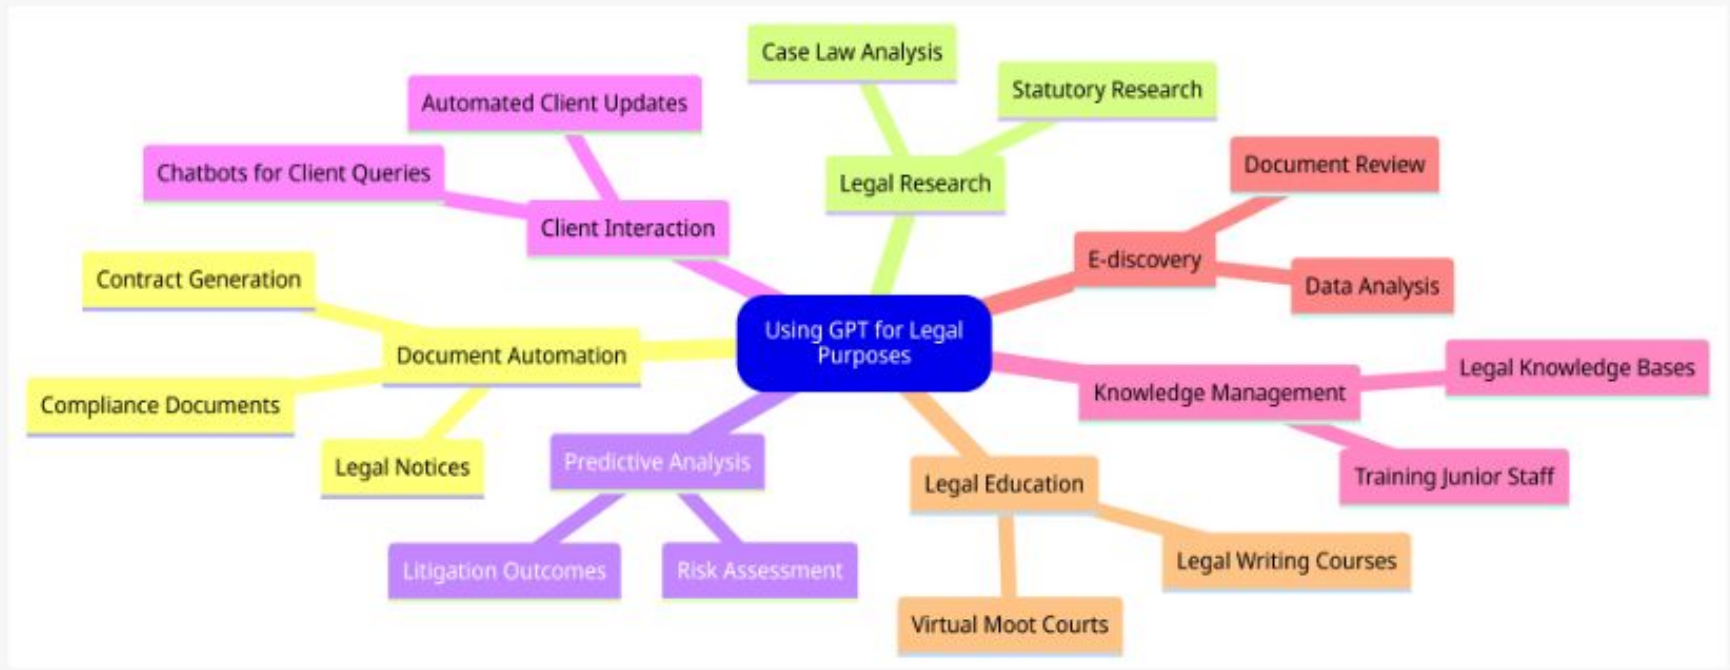 Case Law Analysis
Statutory Research
Automated Client Updates
Document Review
Chatbots for Client Queries
Legal Research
Client Interaction
E-discovery
Contract Generation
Data Analysis
Using GPT for Legal
Purposes
Document Automation
Legal Knowledge Bases
Knowledge Management
Compliance Documents
Predictive Analysis
Legal Notices
Legal Education
Training Junior Staff
Legal Writing Courses
Litigation Outcomes
Risk Assessment
Virtual Moot Courts